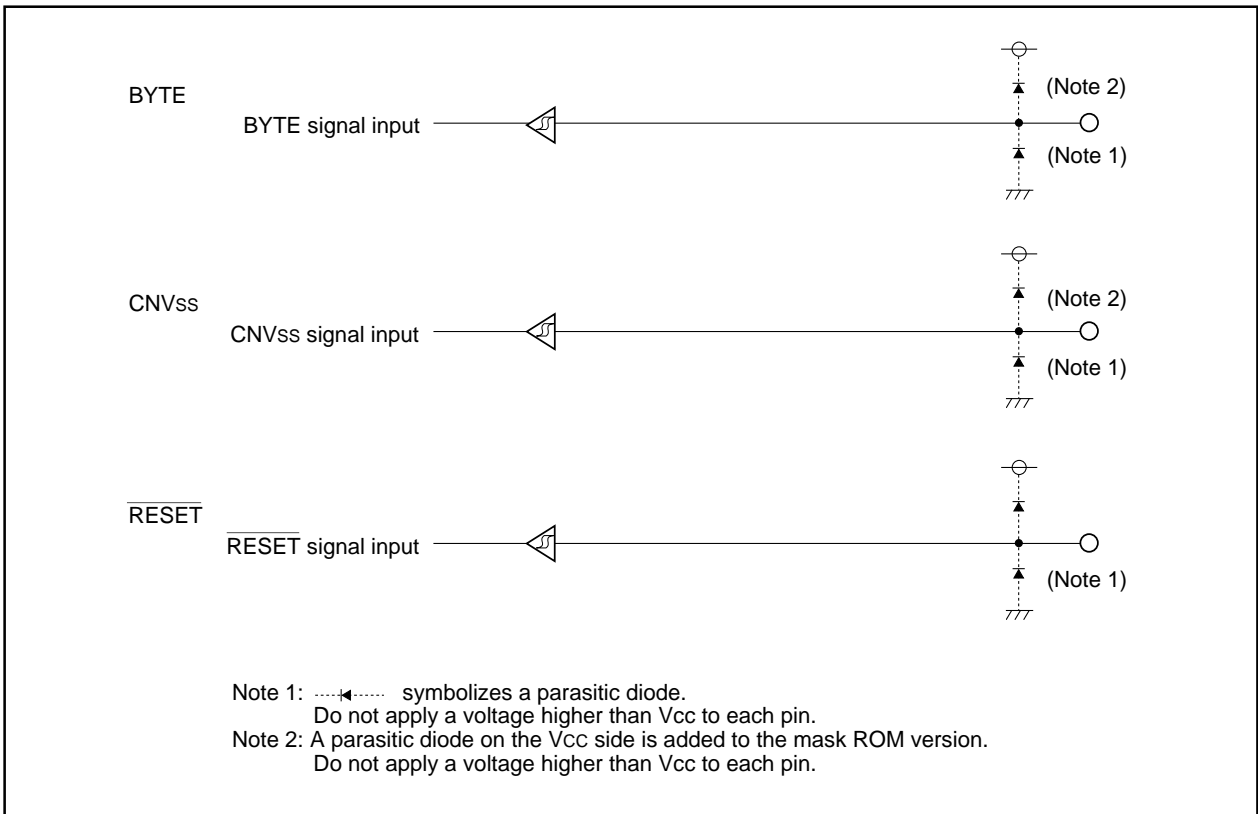 BYTE
BYTE signal input
(Note 2)
(Note 1)
CNVss
CNVss signal input
(Note 2)
(Note 1)
RESET
RESET signal input
(Note 1)
Note 1: symbolizes a parasitic diode.
Do not apply a voltage higher than Vcc to each pin.
Note 2: A parasitic diode on the VCC side is added to the mask ROM version.
Do not apply a voltage higher than Vcc to each pin.